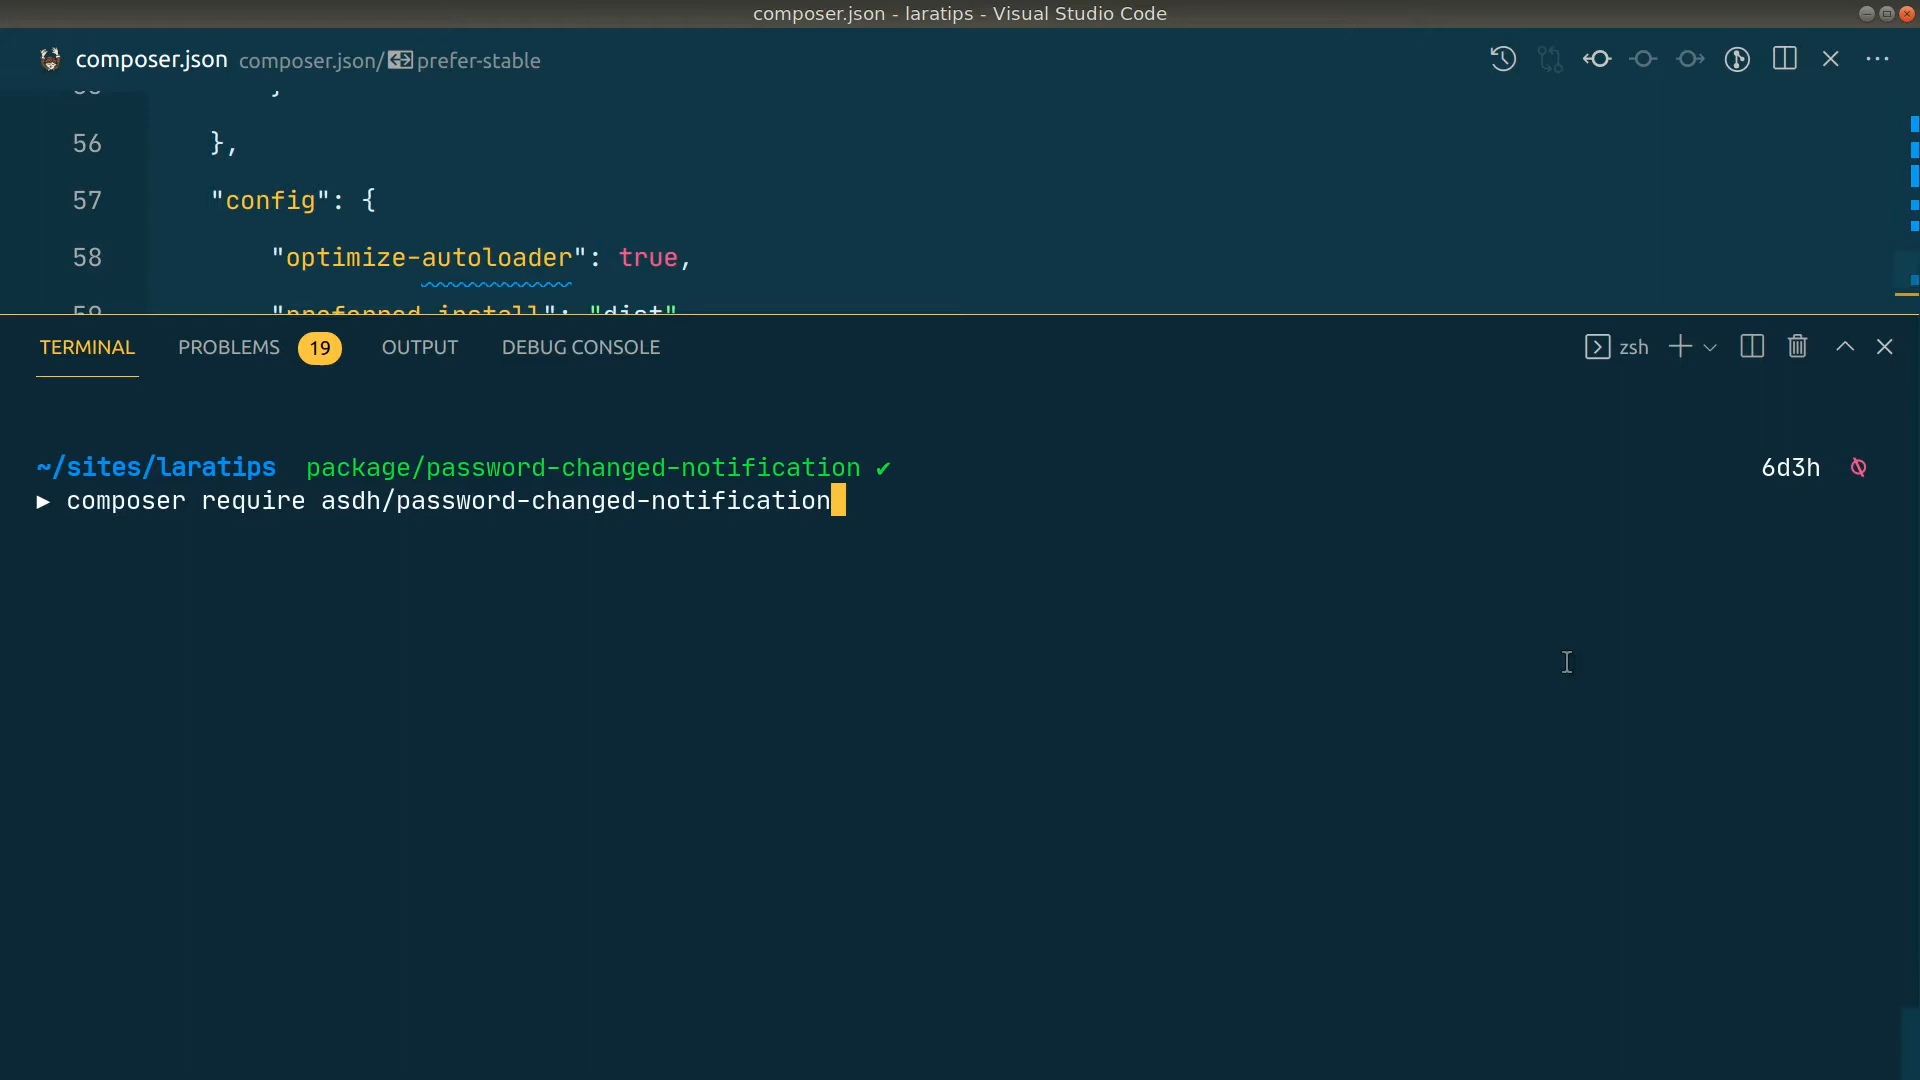 composer.json - laratips - Visual Studio Code
composer.json composer.json/prefer-stable
56 },
57 "config": {
58 "optimize-autoloader": true,
59 "preferred-install": "dist"
TERMINAL PROBLEMS 19 OUTPUT DEBUG CONSOLE zsh
~/sites/laratips package/password-changed-notification ✔ 6d3h
▶ composer require asdh/password-changed-notification